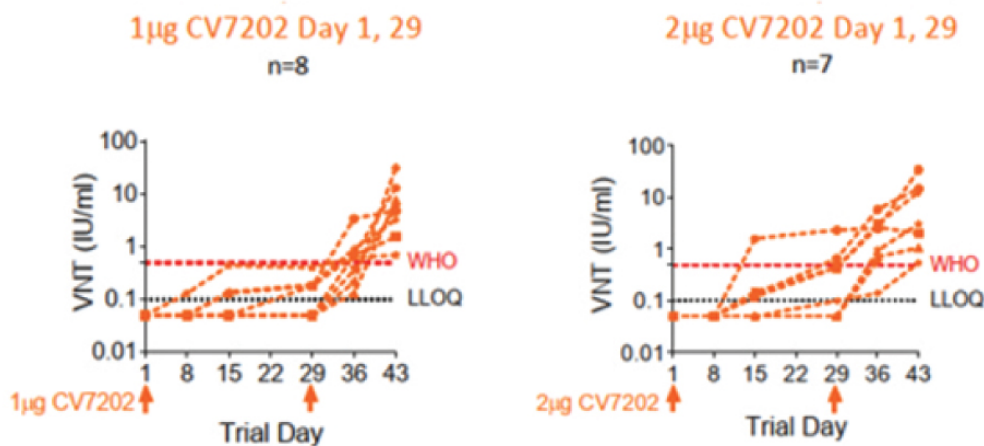 1µg CV7202 Day 1, 29
n=8
100
10
1
0.1
0.01
VNT (IU/ml)
WHO
LLOQ
1 8 15 22 29 36 43
1µg CV7202
Trial Day
2µg CV7202 Day 1, 29
n=7
100
10
1
0.1
0.01
VNT (IU/ml)
WHO
LLOQ
1 8 15 22 29 36 43
2µg CV7202
Trial Day